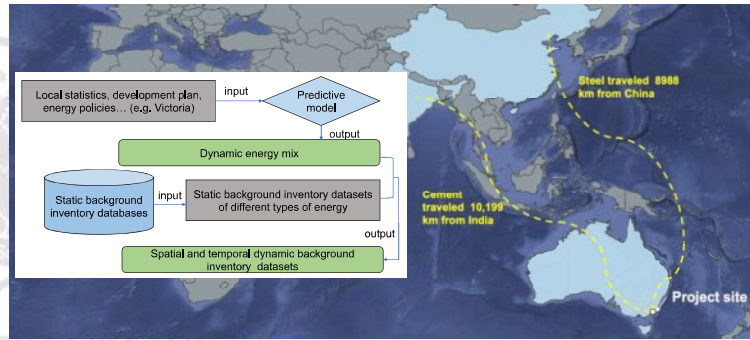 Local statistics, development plan,
energy policies... (e.g. Victoria)
input
Predictive
model
output
Dynamic energy mix
Static background
inventory databases
input
Static background inventory datasets
of different types of energy
output
Spatial and temporal dynamic background
inventory datasets
Steel traveled 8988
km from China
Cement
traveled 10,199
km from India
Project site